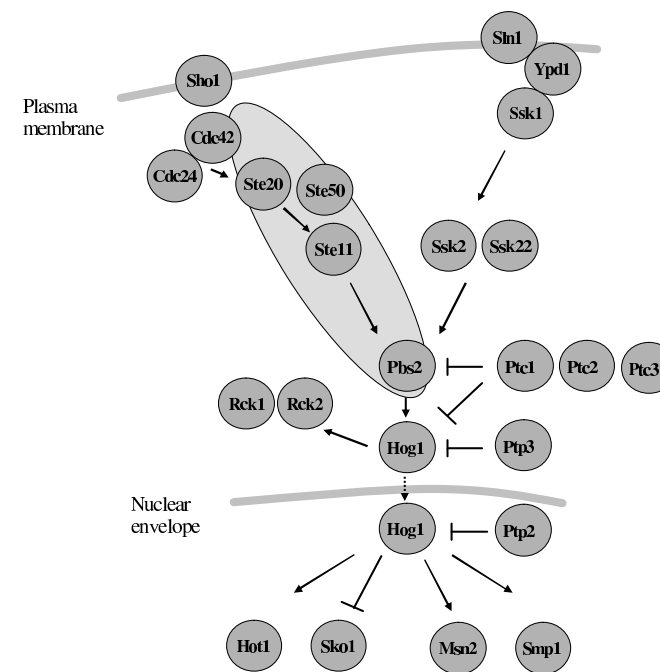 Sln1
Ypd1
Sho1
Plasma
membrane
Ssk1
Cdc42
Cdc24
Ste20
Ste50
Ste11
Ssk2
Ssk22
Pbs2
Ptc1
Ptc2
Ptc3
Rck1
Rck2
Hog1
Ptp3
Nuclear
envelope
Hog1
Ptp2
Hot1
Sko1
Msn2
Smp1